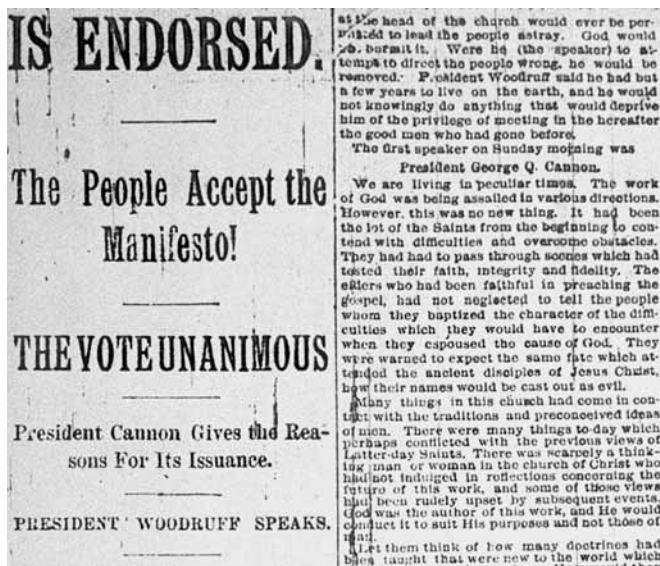 IS ENDORSED.
The People Accept the
Manifesto!
THE VOTE UNANIMOUS
President Cannon Gives the Rea-
sons For Its Issuance.
PRESIDENT WOODRUFF SPEAKS.
at the head of the church would ever be per-
mitted to lead the people astray. God would
permit it. Were he (the speaker) to at-
tempt to direct the people wrong, he would be
removed. President Woodruff said he had but
a few years to live on the earth, and he would
not knowingly do anything that would deprive
him of the privilege of meeting in the hereafter
the good men who had gone before.
The first speaker on Sunday morning was
President George Q. Cannon.
We are living in peculiar times. The work
of God was being assailed in various directions.
However, this was no new thing. It had been
the lot of the Saints from the beginning to con-
tend with difficulties and overcome obstacles.
They had had to pass through scenes which had
tested their faith, integrity and fidelity. The
elders who had been faithful in preaching the
gospel, had not neglected to tell the people
whom they baptized the character of the diffi-
culties which they would have to encounter
when they espoused the cause of God. They
were warned to expect the same fate which at-
tended the ancient disciples of Jesus Christ,
how their names would be cast out as evil.
Many things in this church had come in con-
tact with the traditions and preconceived ideas
of men. There were many things to-day which
perhaps conflicted with the previous views of
Latter-day Saints. There was scarcely a think-
ing man or woman in the church of Christ who
had not indulged in reflections concerning the
future of this work, and some of those views
had been rudely upset by subsequent events.
God was the author of this work, and He would
conduct it to suit His purposes and not those of
man.
Let them think of how many doctrines had
been taught that were new to the world which